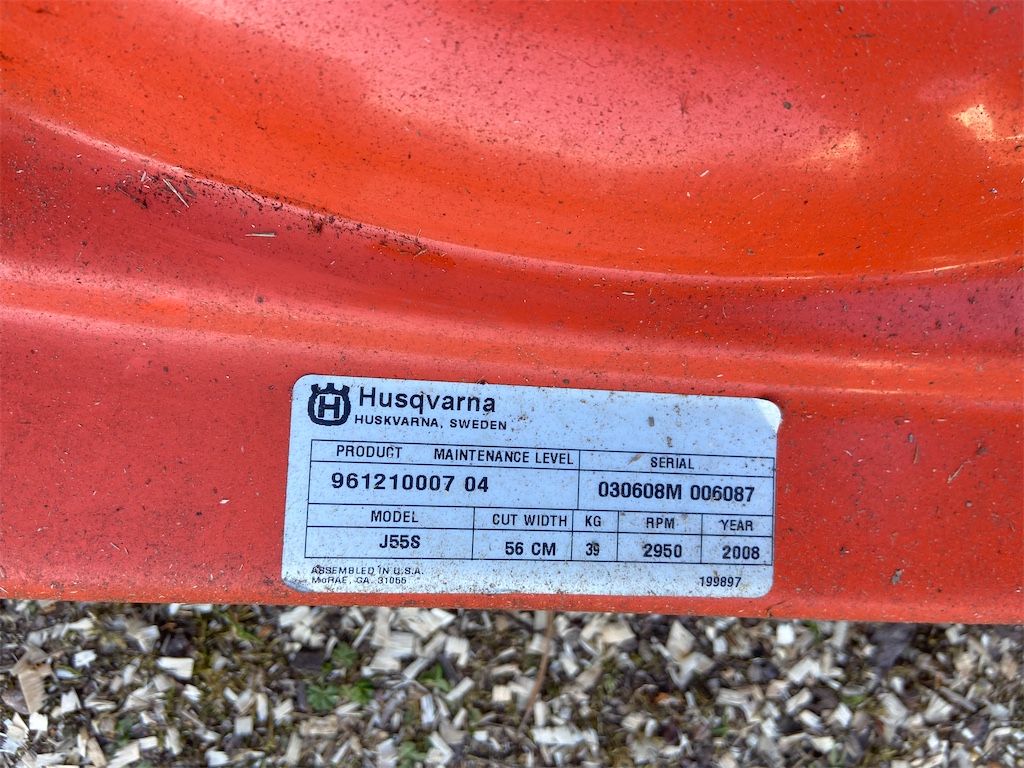 Husqvarna
HUSKVARNA, SWEDEN
PRODUCT MAINTENANCE LEVEL SERIAL
961210007 04 030608M 006087
MODEL CUT WIDTH KG RPM YEAR
J55S 56 CM 39 2950 2008
ASSEMBLED IN U.S.A.
McRAE, GA. 31055 199897